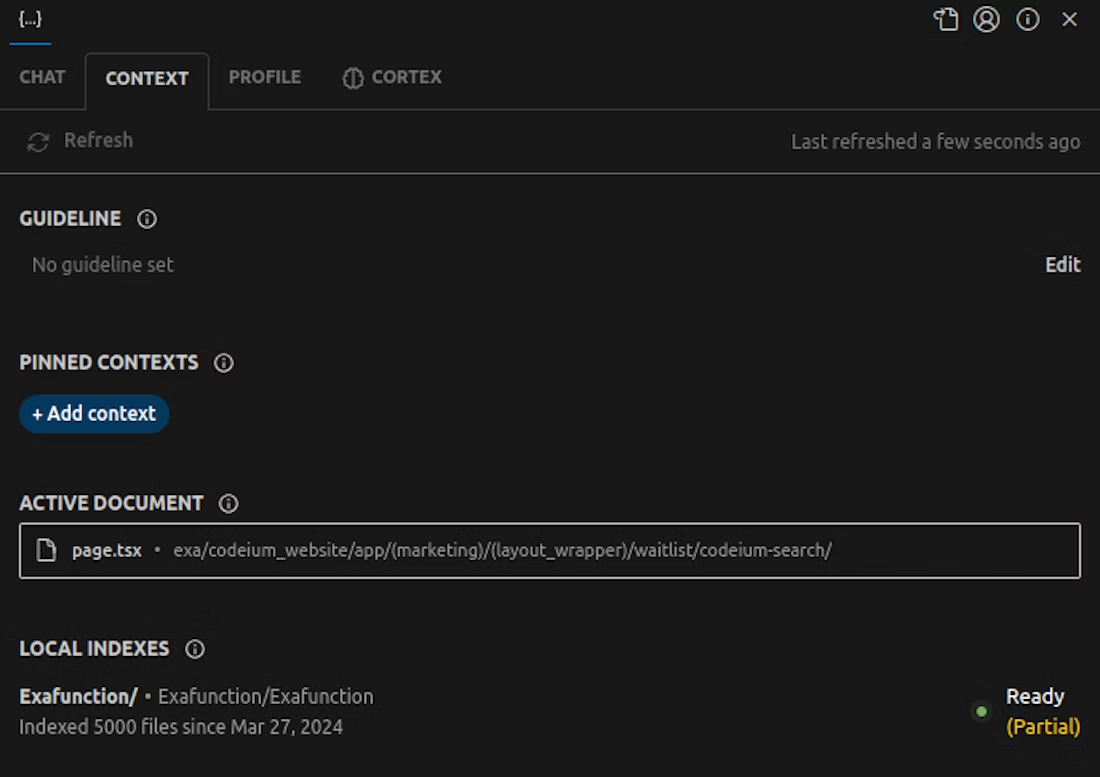 {...}
CHAT CONTEXT PROFILE CORTEX
Refresh Last refreshed a few seconds ago
GUIDELINE
No guideline set Edit
PINNED CONTEXTS
+ Add context
ACTIVE DOCUMENT
page.tsx • exa/codeium_website/app/(marketing)/(layout_wrapper)/waitlist/codeium-search/
LOCAL INDEXES
Exafunction/ • Exafunction/Exafunction Ready
Indexed 5000 files since Mar 27, 2024 (Partial)